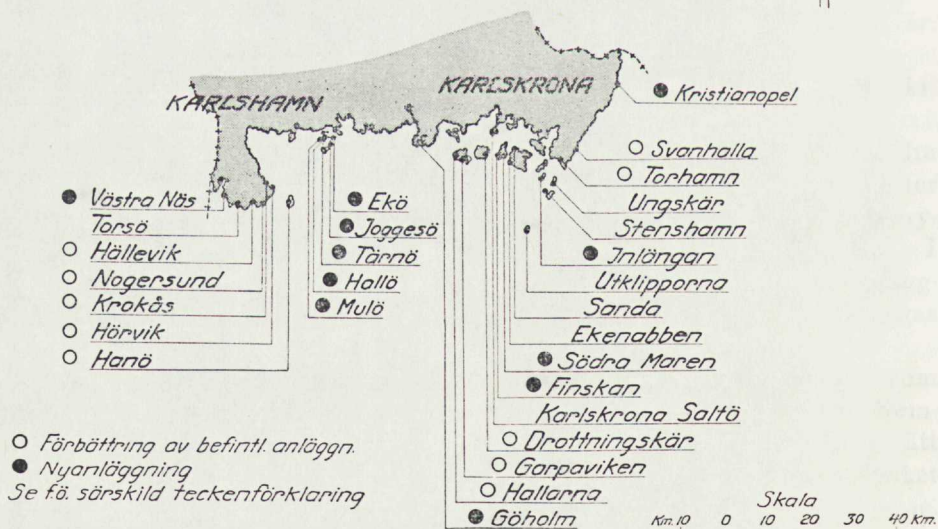 KARLSHAMN
KARLSKRONA
● Kristianopel
○ Svanhalla
○ Torhamn
Ungskär
Stenshamn
● Inlängan
Utklipporna
Sanda
Ekenabben
● Södra Maren
● Finskan
Karlskrona Saltö
○ Drottningskär
○ Garpaviken
○ Hallarna
● Göholm
● Västra Näs
Torsö
○ Hällevik
○ Nogersund
○ Krokås
○ Hörvik
○ Hanö
● Ekö
● Joggesö
● Tärnö
● Hallö
● Mulö
○ Förbättring av befintl. anläggn.
● Nyanläggning
Se f.ö. särskild teckenförklaring
Skala
Km. 10 0 10 20 30 40 Km.